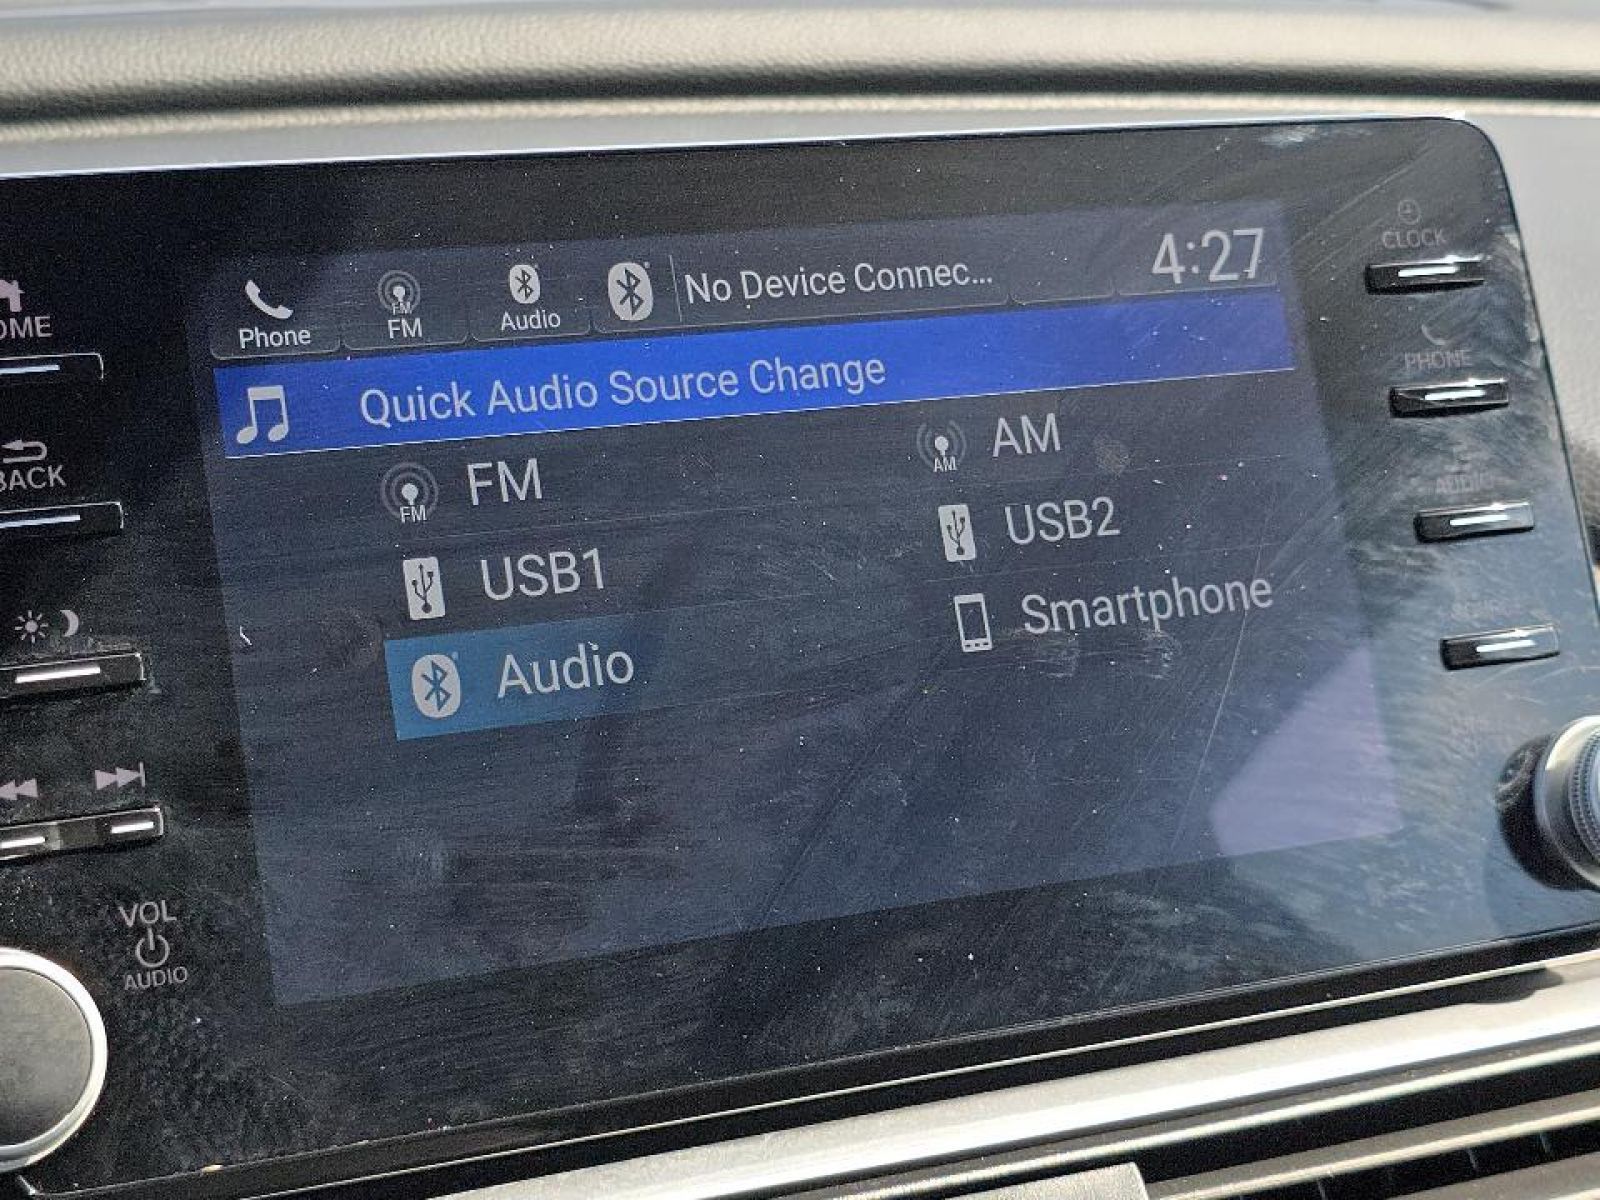 Phone
FM
FM
Audio
No Device Connec...
4:27
Quick Audio Source Change
FM
FM
AM
AM
USB1
USB2
Audio
Smartphone
OME
BACK
VOL
AUDIO
CLOCK
PHONE
AUDIO